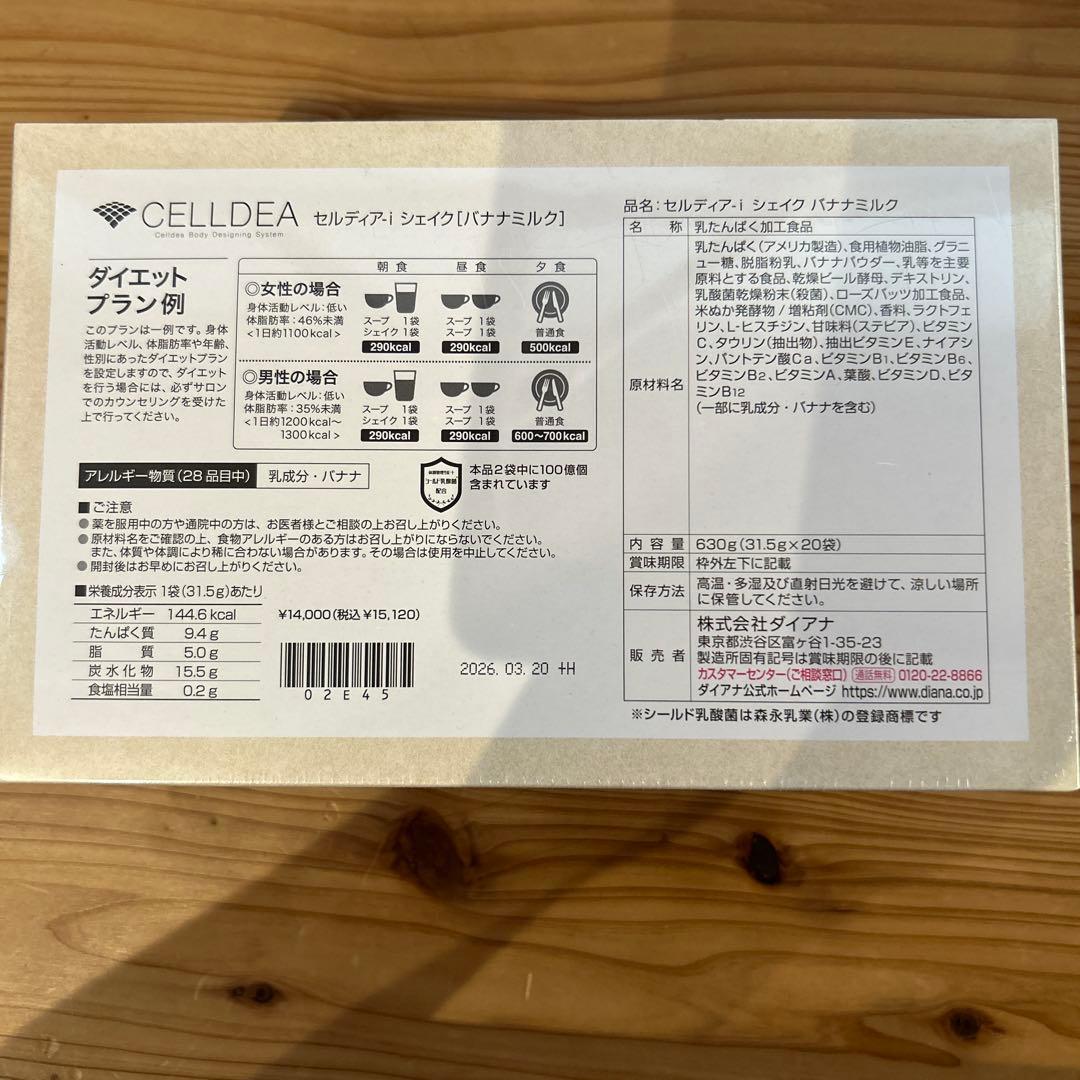 CELLDEA セルディア-i シェイク[バナナミルク]
Celldea Body Designing System
ダイエット
プラン例
このプランは一例です。身体
活動レベル、体脂肪率や年齢、
性別にあったダイエットプラン
を設定しますので、ダイエット
を行う場合には、必ずサロン
でのカウンセリングを受けた
上で行ってください。
朝食 昼食 夕食
◎女性の場合
身体活動レベル:低い
体脂肪率:46%未満
<1日約1100kcal>
スープ 1袋
シェイク 1袋
290kcal
スープ 1袋
スープ 1袋
290kcal
普通食
500kcal
◎男性の場合
身体活動レベル:低い
体脂肪率:35%未満
<1日約1200kcal~
1300kcal>
スープ 1袋
シェイク 1袋
290kcal
スープ 1袋
スープ 1袋
290kcal
普通食
600~700kcal
アレルギー物質(28品目中) 乳成分・バナナ
シールド乳酸菌
配合
本品2袋中に100億個
含まれています
■ご注意
●薬を服用中の方や通院中の方は、お医者様とご相談の上お召し上がりください。
●原材料名をご確認の上、食物アレルギーのある方はお召し上がりにならないでください。
また、体質や体調により稀に合わない場合があります。その場合は使用を中止してください。
●開封後はお早めにお召し上がりください。
■栄養成分表示 1袋(31.5g)あたり
エネルギー 144.6kcal
たんぱく質 9.4g
脂質 5.0g
炭水化物 15.5g
食塩相当量 0.2g
¥14,000(税込¥15,120)
02E45
2026.03.20 +H
品名:セルディア-i シェイク バナナミルク
名称 乳たんぱく加工食品
原材料名
乳たんぱく(アメリカ製造)、食用植物油脂、グラニ
ュー糖、脱脂粉乳、バナナパウダー、乳等を主要
原料とする食品、乾燥ビール酵母、デキストリン、
乳酸菌乾燥粉末(殺菌)、ローズバッツ加工食品、
米ぬか発酵物/増粘剤(CMC)、香料、ラクトフェ
リン、L-ヒスチジン、甘味料(ステビア)、ビタミン
C、タウリン(抽出物)、抽出ビタミンE、ナイアシ
ン、パントテン酸Ca、ビタミンB1、ビタミンB6、
ビタミンB2、ビタミンA、葉酸、ビタミンD、ビタ
ミンB12
(一部に乳成分・バナナを含む)
内容量 630g(31.5g×20袋)
賞味期限 枠外左下に記載
保存方法 高温・多湿及び直射日光を避けて、涼しい場所
に保管してください。
販売者
株式会社ダイアナ
東京都渋谷区富ヶ谷1-35-23
製造所固有記号は賞味期限の後に記載
カスタマーセンター(ご相談窓口) 通話無料 0120-22-8866
ダイアナ公式ホームページ https://www.diana.co.jp
※シールド乳酸菌は森永乳業(株)の登録商標です